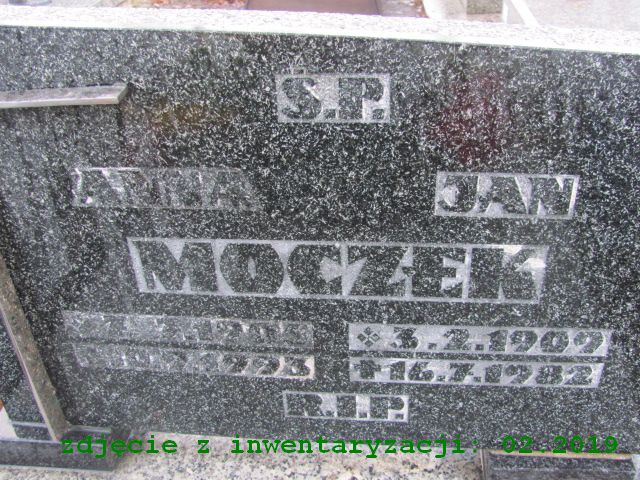 Ś.P.
ANNA JAN
MOCZEK
✣ 3.2.1909
✝ 16.7.1982
R.I.P.
zdjęcie z inwentaryzacji: 02.2019